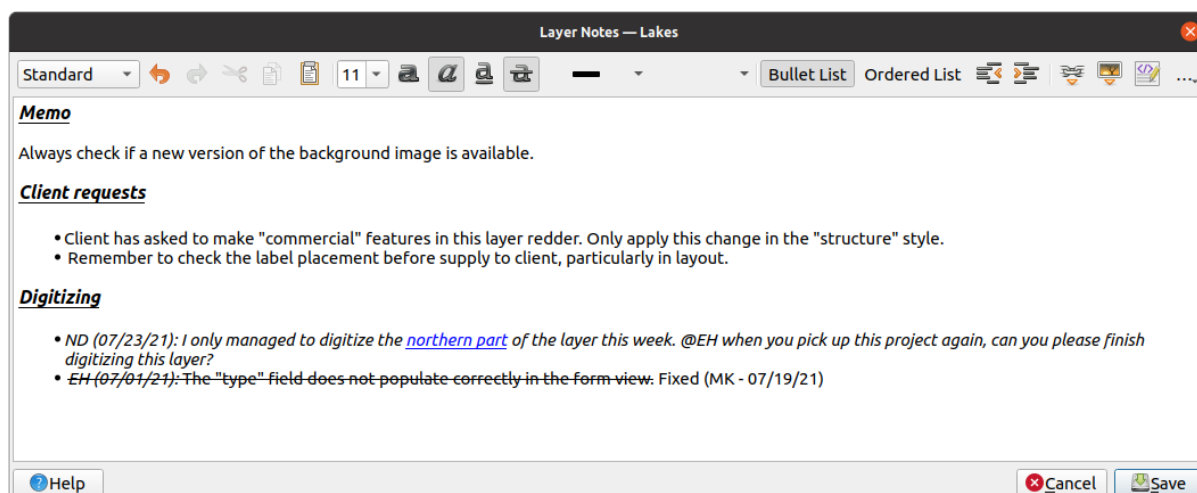 Layer Notes — Lakes
Standard 11 a a a a Bullet List Ordered List ...
Memo
Always check if a new version of the background image is available.
Client requests
• Client has asked to make "commercial" features in this layer redder. Only apply this change in the "structure" style.
• Remember to check the label placement before supply to client, particularly in layout.
Digitizing
• ND (07/23/21): I only managed to digitize the northern part of the layer this week. @EH when you pick up this project again, can you please finish
digitizing this layer?
• EH (07/01/21): The "type" field does not populate correctly in the form view. Fixed (MK - 07/19/21)
Help Cancel Save